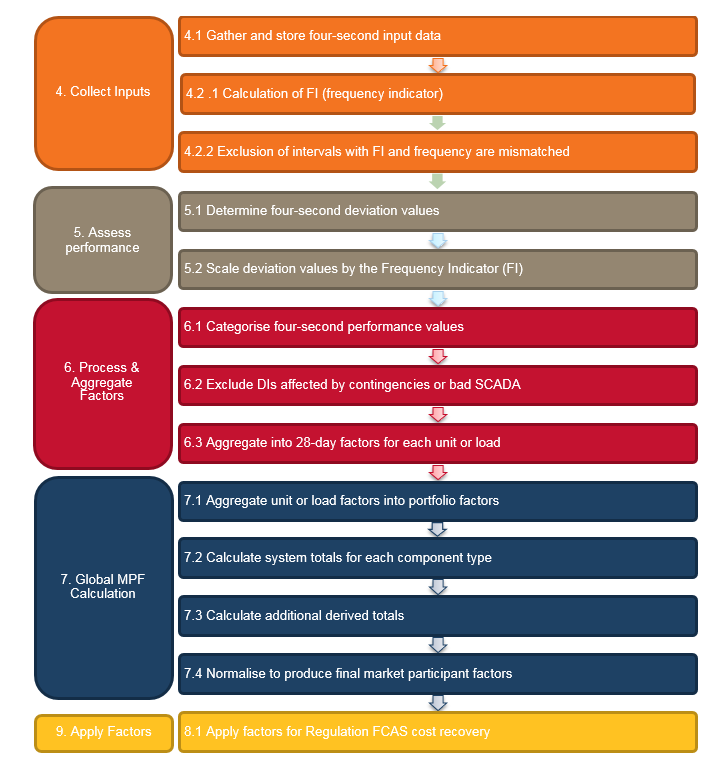 4. Collect Inputs
4.1 Gather and store four-second input data
4.2 .1 Calculation of FI (frequency indicator)
4.2.2 Exclusion of intervals with FI and frequency are mismatched
5. Assess
performance
5.1 Determine four-second deviation values
5.2 Scale deviation values by the Frequency Indicator (FI)
6. Process &
Aggregate
Factors
6.1 Categorise four-second performance values
6.2 Exclude DIs affected by contingencies or bad SCADA
6.3 Aggregate into 28-day factors for each unit or load
7. Global MPF
Calculation
7.1 Aggregate unit or load factors into portfolio factors
7.2 Calculate system totals for each component type
7.3 Calculate additional derived totals
7.4 Normalise to produce final market participant factors
9. Apply Factors
8.1 Apply factors for Regulation FCAS cost recovery